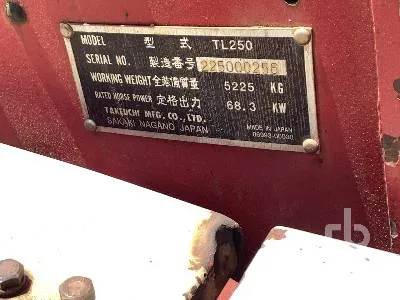 MODEL 型式 TL250
SERIAL NO. 製造番号 225000256
WORKING WEIGHT 全装備質量 5225 KG
RATED HORSE POWER 定格出力 68.3 KW
TAKEUCHI MFG. CO., LTD.
SAKAKI NAGANO JAPAN
MADE IN JAPAN
rb